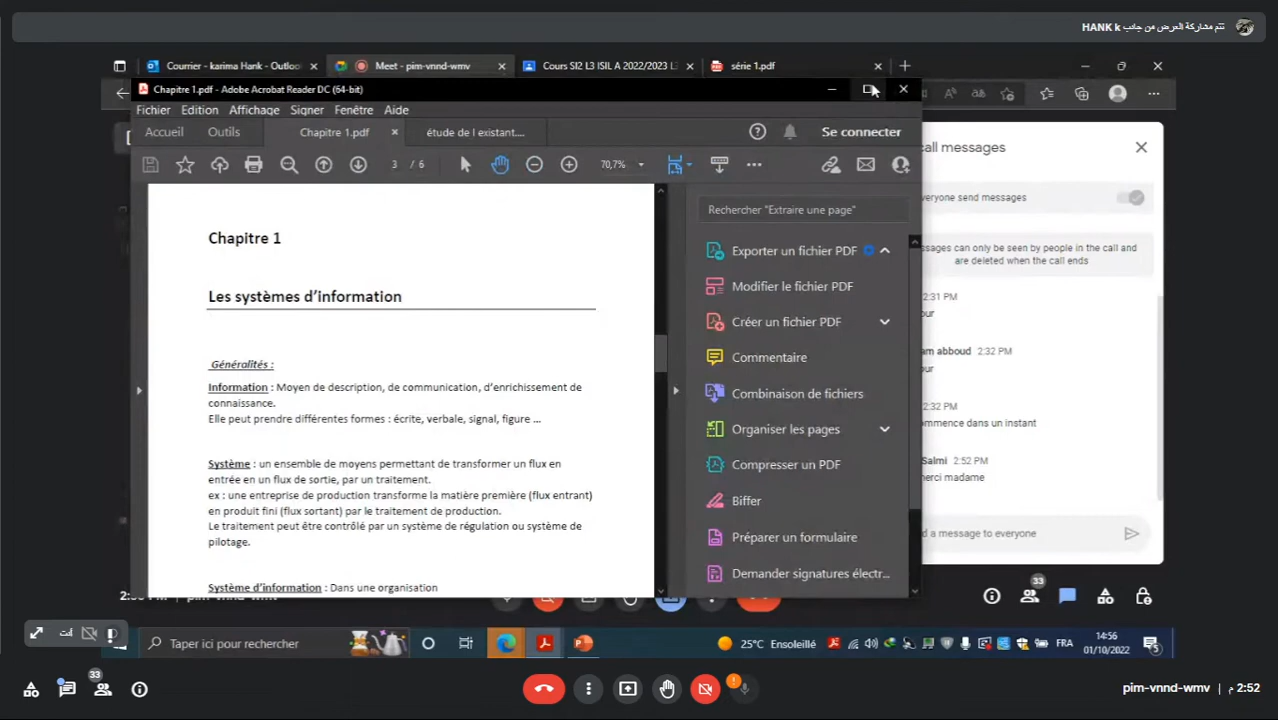 تتم مشاركة العرض من جانب HANK k
Courrier - karima Hank - Outloo
Meet - pim-vnnd-wmv
Cours SI2 L3 ISIL A 2022/2023 L
série 1.pdf
Chapitre 1.pdf - Adobe Acrobat Reader DC (64-bit)
Fichier Edition Affichage Signer Fenêtre Aide
Accueil Outils Chapitre 1.pdf étude de l existant.... Se connecter
3 / 6 70,7%
Chapitre 1
Les systèmes d’information
Généralités :
Information : Moyen de description, de communication, d’enrichissement de
connaissance.
Elle peut prendre différentes formes : écrite, verbale, signal, figure ...
Système : un ensemble de moyens permettant de transformer un flux en
entrée en un flux de sortie, par un traitement.
ex : une entreprise de production transforme la matière première (flux entrant)
en produit fini (flux sortant) par le traitement de production.
Le traitement peut être contrôlé par un système de régulation ou système de
pilotage.
Système d’information : Dans une organisation
Rechercher "Extraire une page"
Exporter un fichier PDF
Modifier le fichier PDF
Créer un fichier PDF
Commentaire
Combinaison de fichiers
Organiser les pages
Compresser un PDF
Biffer
Préparer un formulaire
Demander signatures électr...
call messages
veryone send messages
ssages can only be seen by people in the call and
are deleted when the call ends
2:31 PM
our
am abboud 2:32 PM
our
2:32 PM
ommence dans un instant
Salmi 2:52 PM
merci madame
d a message to everyone
33
pim-vnnd-wmv
Taper ici pour rechercher
25°C Ensoleillé
FRA
14:56
01/10/2022
5
33
pim-vnnd-wmv | 2:52 م